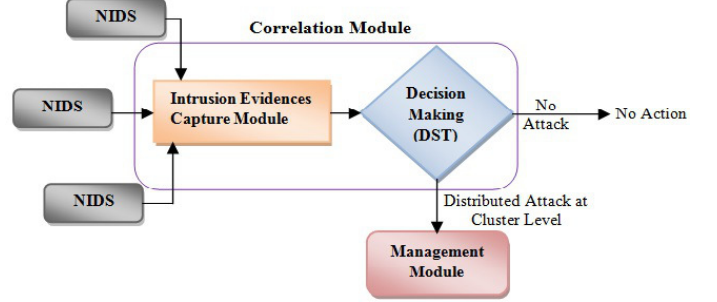 NIDS
Correlation Module
NIDS
Intrusion Evidences
Capture Module
Decision
Making
(DST)
No
Attack
No Action
NIDS
Distributed Attack at
Cluster Level
Management
Module